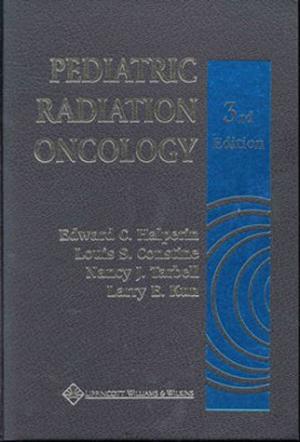 PEDIATRIC
RADIATION
ONCOLOGY
3rd
Edition
Edward C. Halperin
Louis S. Constine
Nancy J. Tarbell
Larry E. Kun
LIPPINCOTT WILLIAMS & WILKINS